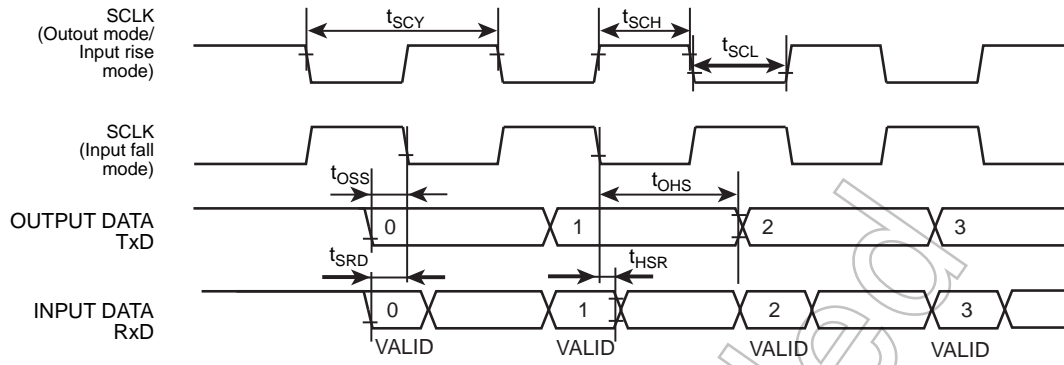 SCLK
(Outout mode/
Input rise
mode)
tSCY
tSCH
tSCL
SCLK
(Input fall
mode)
tOSS
tOHS
OUTPUT DATA
TxD
0
1
2
3
tSRD
tHSR
INPUT DATA
RxD
0
1
2
3
VALID
VALID
VALID
VALID